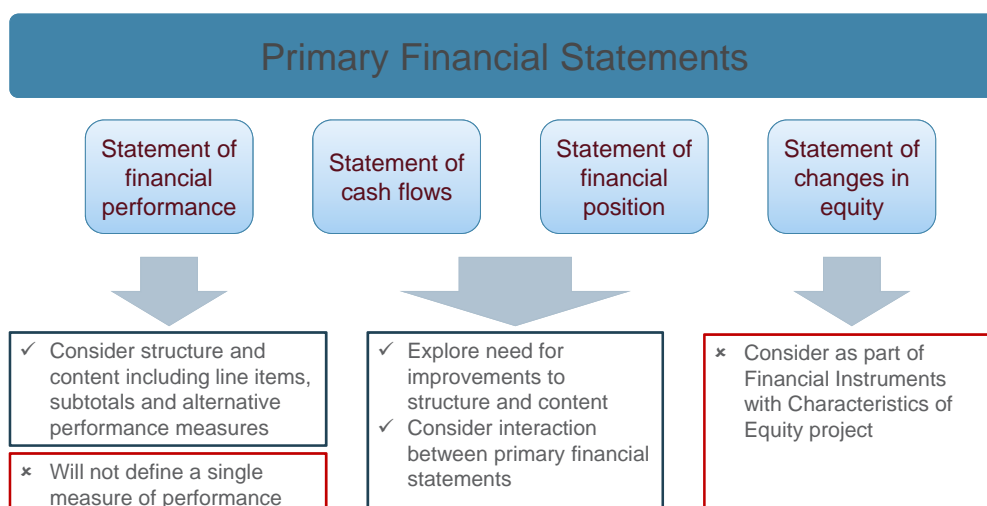 Primary Financial Statements
Statement of
financial
performance
Statement of
cash flows
Statement of
financial
position
Statement of
changes in
equity
✓ Consider structure and
content including line items,
subtotals and alternative
performance measures
× Will not define a single
measure of performance
✓ Explore need for
improvements to
structure and content
✓ Consider interaction
between primary financial
statements
× Consider as part of
Financial Instruments
with Characteristics of
Equity project